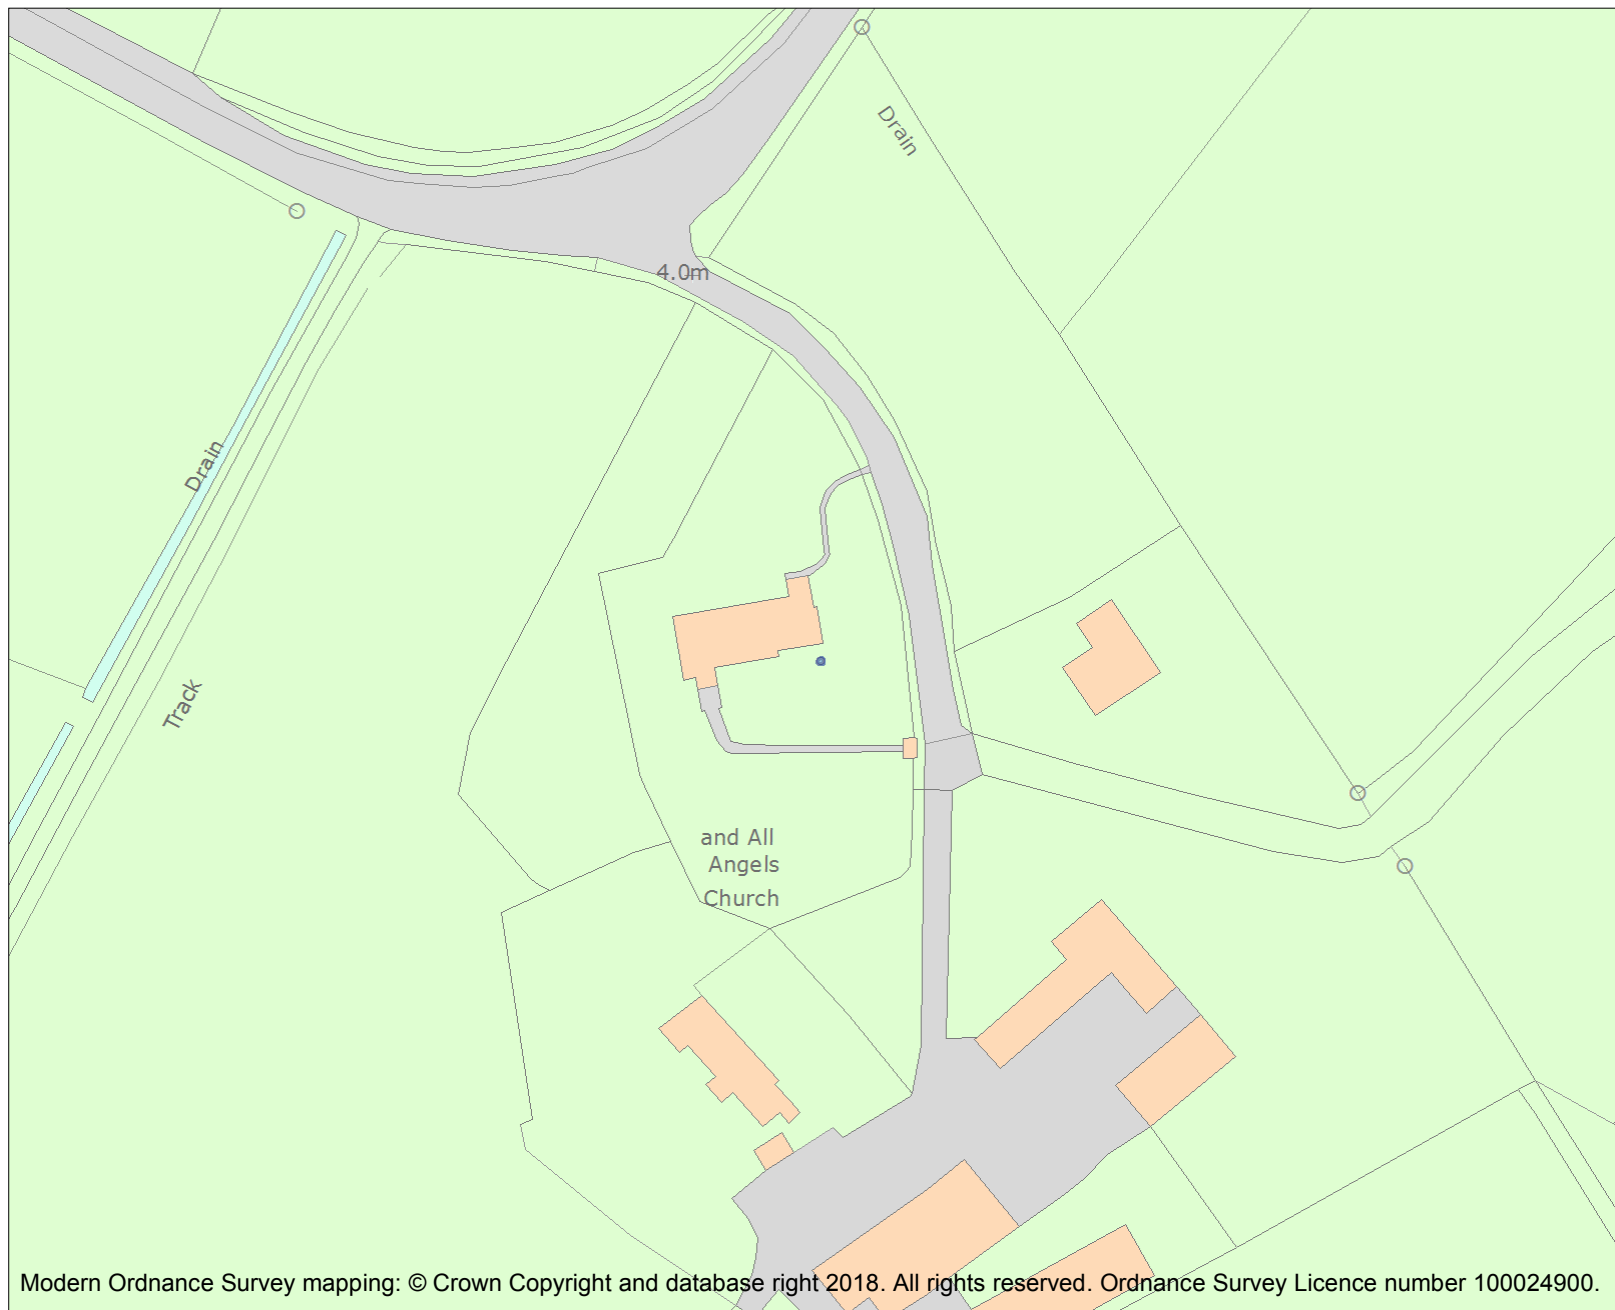 Drain
4.0m
Drain
Track
and All
Angels
Church
Modern Ordnance Survey mapping: © Crown Copyright and database right 2018. All rights reserved. Ordnance Survey Licence number 100024900.